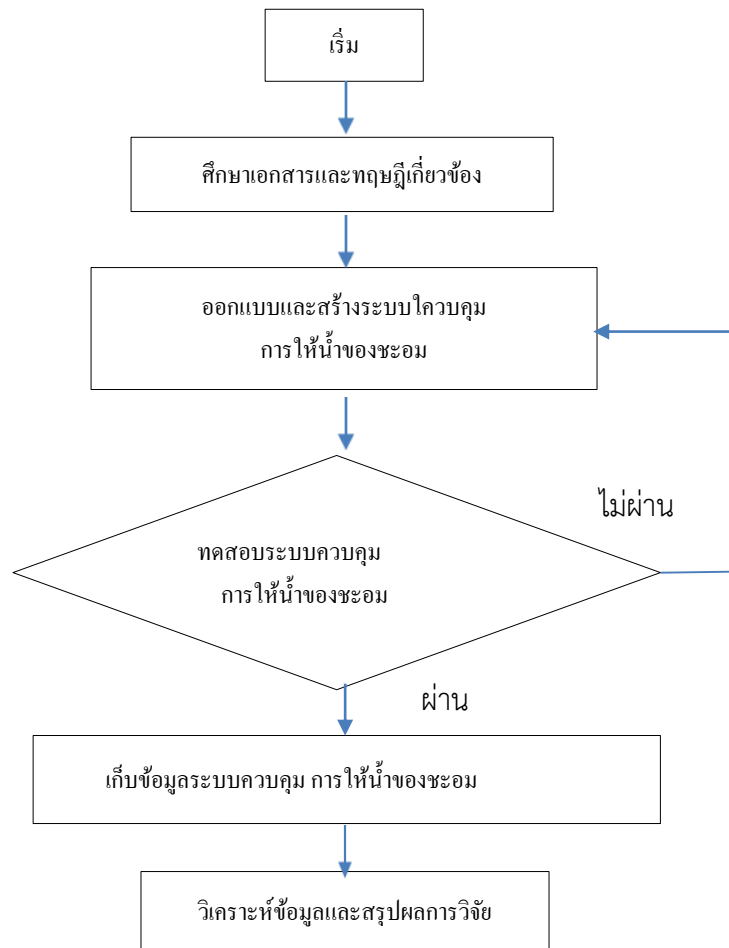 เริ่ม
ศึกษาเอกสารและทฤษฎีเกี่ยวข้อง
ออกแบบและสร้างระบบใควบคุม
การให้น้ำของชะอม
ไม่ผ่าน
ทดสอบระบบควบคุม
การให้น้ำของชะอม
ผ่าน
เก็บข้อมูลระบบควบคุม การให้น้ำของชะอม
วิเคราะห์ข้อมูลและสรุปผลการวิจัย